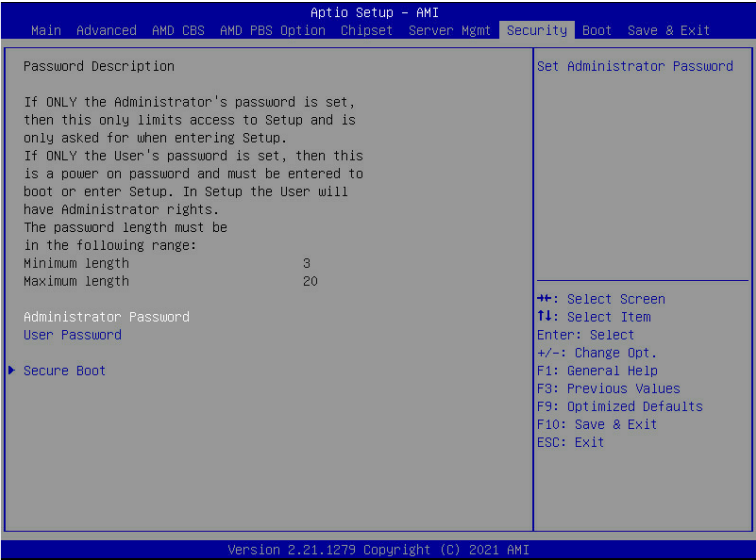 Aptio Setup – AMI
Main Advanced AMD CBS AMD PBS Option Chipset Server Mgmt Security Boot Save & Exit
Password Description
If ONLY the Administrator's password is set,
then this only limits access to Setup and is
only asked for when entering Setup.
If ONLY the User's password is set, then this
is a power on password and must be entered to
boot or enter Setup. In Setup the User will
have Administrator rights.
The password length must be
in the following range:
Minimum length 3
Maximum length 20
Administrator Password
User Password
Secure Boot
Set Administrator Password
→←: Select Screen
↑↓: Select Item
Enter: Select
+/-: Change Opt.
F1: General Help
F3: Previous Values
F9: Optimized Defaults
F10: Save & Exit
ESC: Exit
Version 2.21.1279 Copyright (C) 2021 AMI